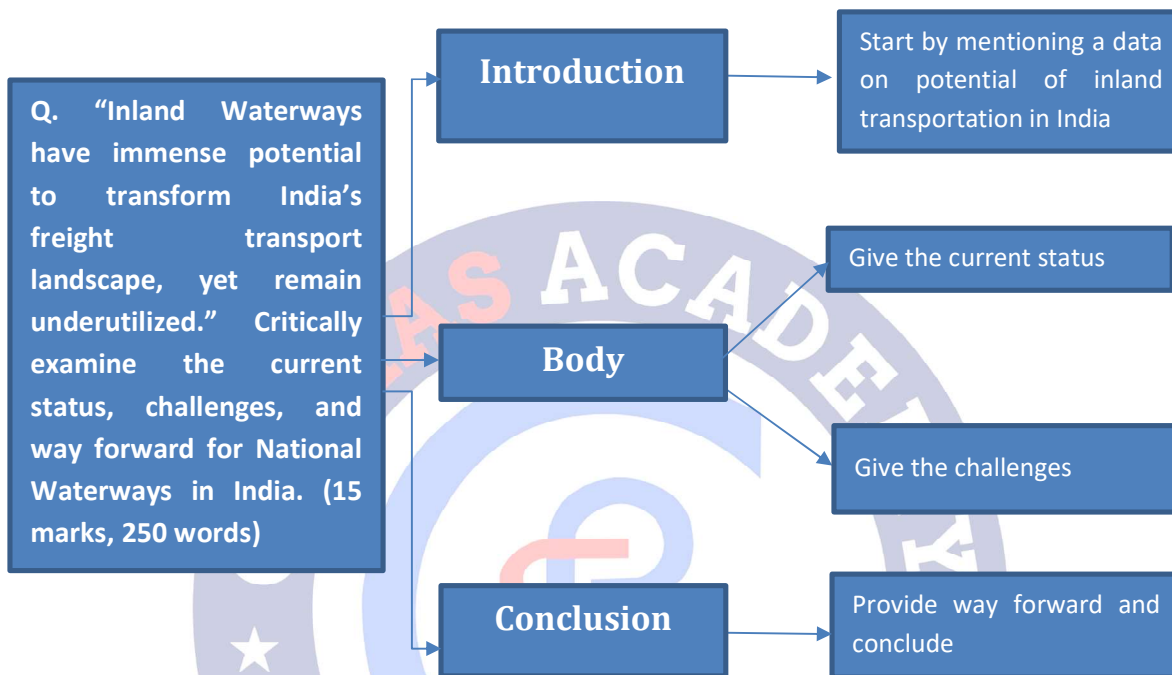 Q. “Inland Waterways
have immense potential
to transform India’s
freight transport
landscape, yet remain
underutilized.” Critically
examine the current
status, challenges, and
way forward for National
Waterways in India. (15
marks, 250 words)
Introduction
Start by mentioning a data
on potential of inland
transportation in India
Body
Give the current status
Give the challenges
Conclusion
Provide way forward and
conclude
AS ACADE Y